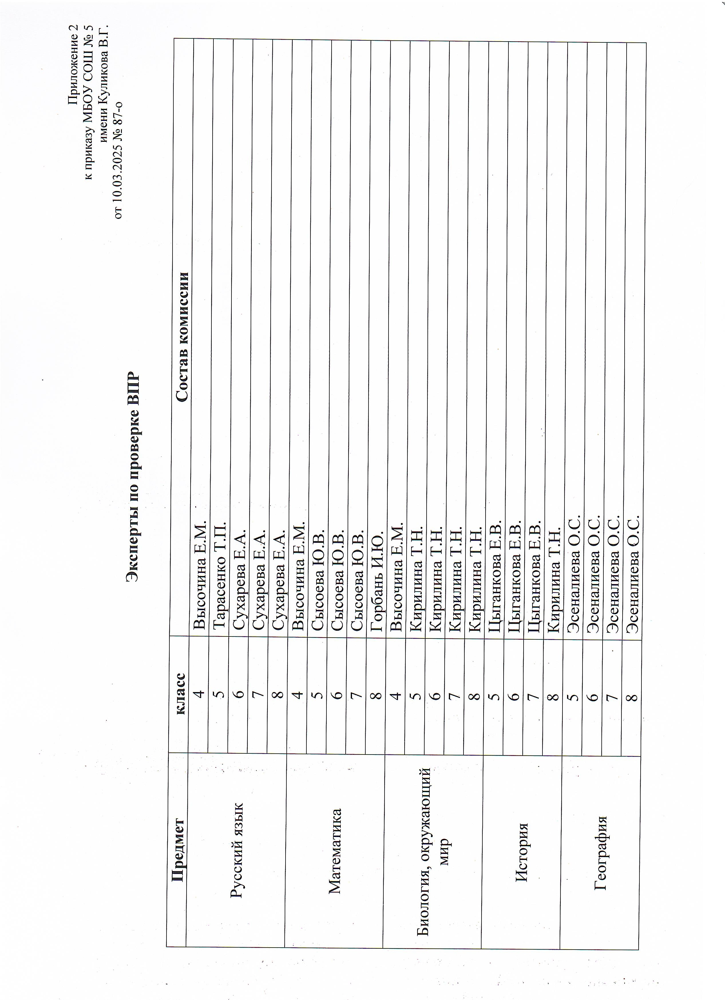 Приложение 2
к приказу МБОУ СОШ № 5
имени Куликова В.Г.
от 10.03.2025 № 87-о
Эксперты по проверке ВПР
Предмет класс Состав комиссии
Русский язык
4 Высочина Е.М.
5 Тарасенко Т.П.
6 Сухарева Е.А.
7 Сухарева Е.А.
8 Сухарева Е.А.
Математика
4 Высочина Е.М.
5 Сысоева Ю.В.
6 Сысоева Ю.В.
7 Сысоева Ю.В.
8 Горбань И.Ю.
Биология, окружающий
мир
4 Высочина Е.М.
5 Кирилина Т.Н.
6 Кирилина Т.Н.
7 Кирилина Т.Н.
8 Кирилина Т.Н.
История
5 Цыганкова Е.В.
6 Цыганкова Е.В.
7 Цыганкова Е.В.
8 Кирилина Т.Н.
География
5 Эсеналиева О.С.
6 Эсеналиева О.С.
7 Эсеналиева О.С.
8 Эсеналиева О.С.